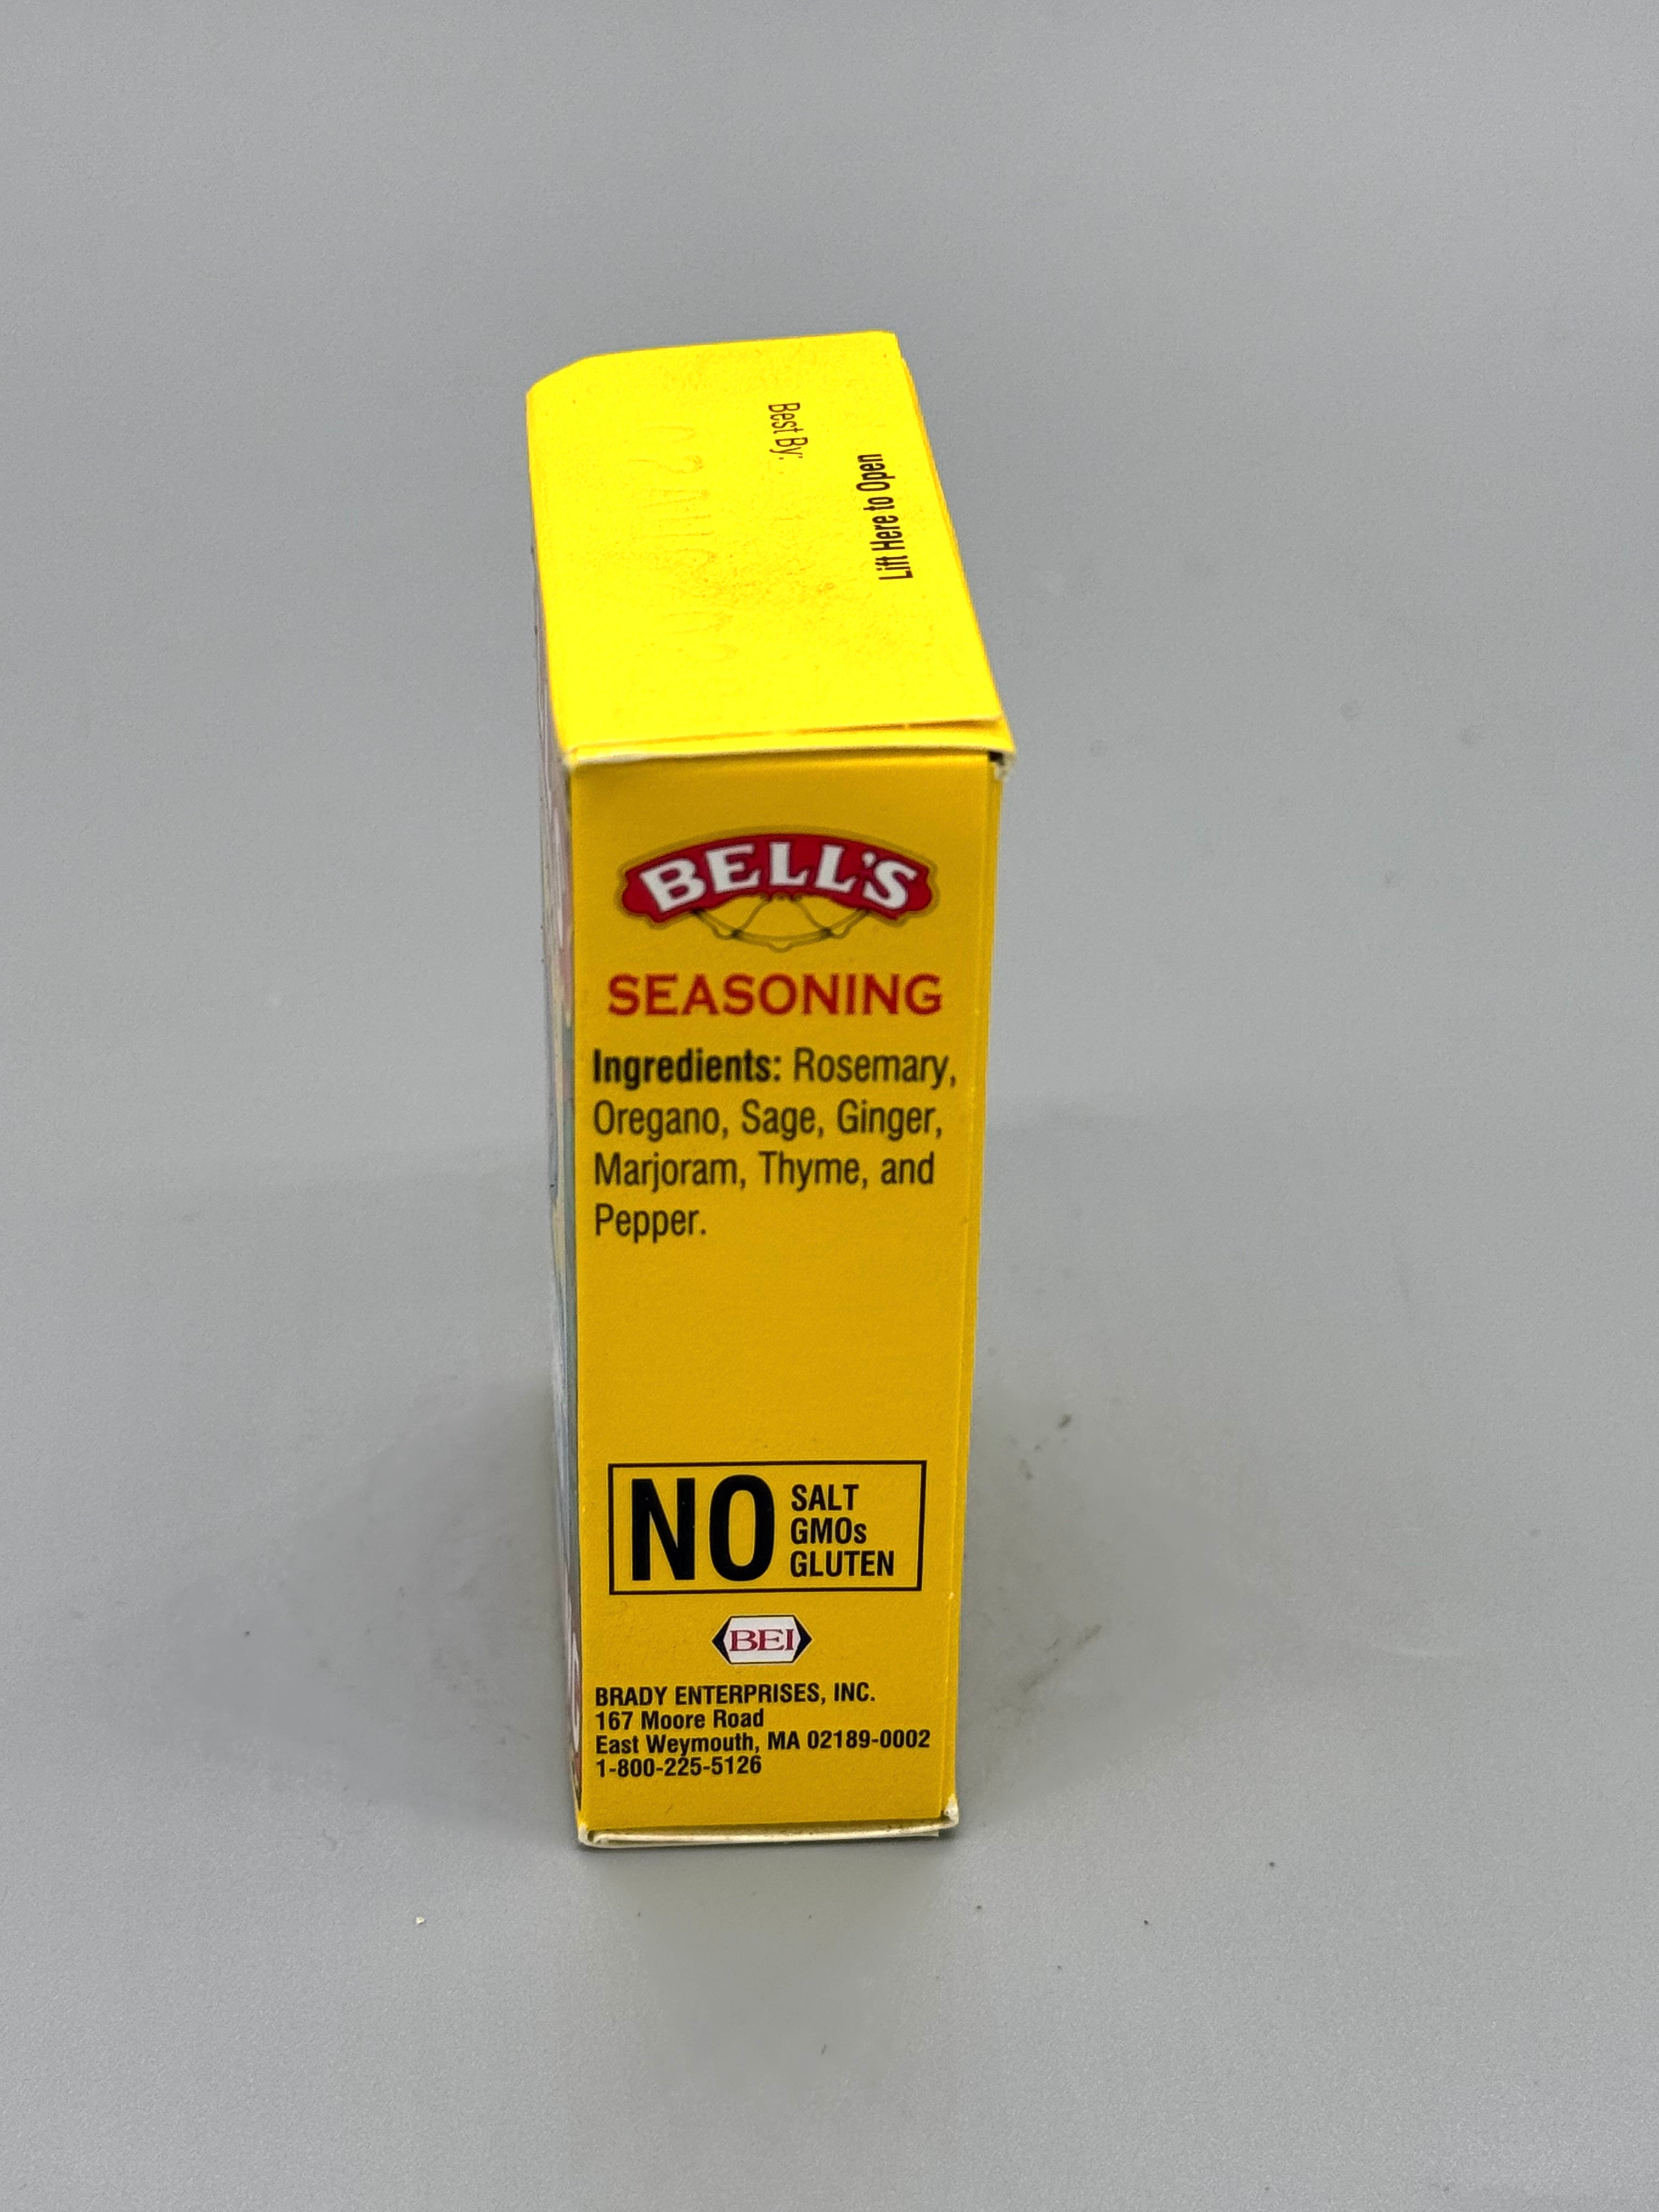 Best By:
Lift Here to Open
BELL'S
SEASONING
Ingredients: Rosemary,
Oregano, Sage, Ginger,
Marjoram, Thyme, and
Pepper.
NO SALT
GMOs
GLUTEN
BEI
BRADY ENTERPRISES, INC.
167 Moore Road
East Weymouth, MA 02189-0002
1-800-225-5126